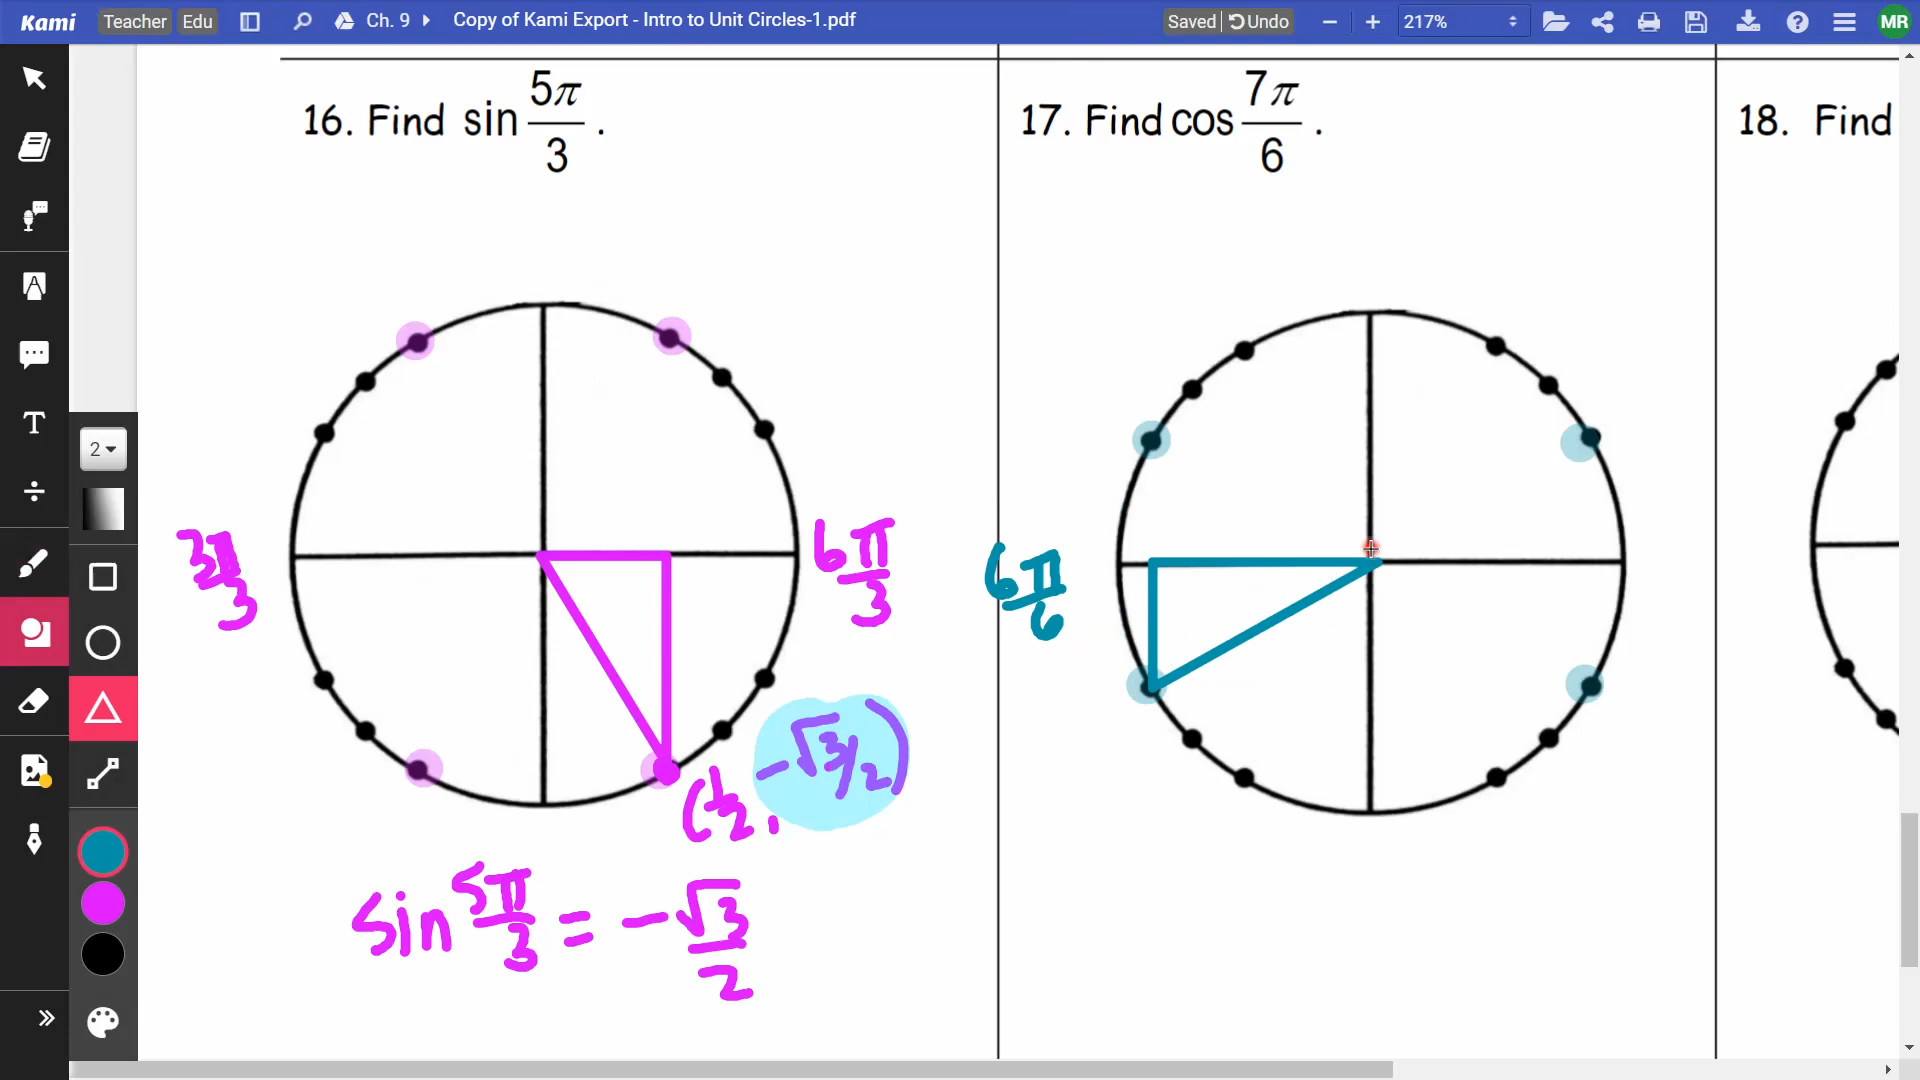 Kami Teacher Edu Ch. 9 Copy of Kami Export - Intro to Unit Circles-1.pdf Saved Undo 217% MR
16. Find sin 5π/3 .
17. Find cos 7π/6 .
18. Find
2
T
3π/3
6π/3
6π/6
(1/2, -√3/2)
sin 5π/3 = -√3/2